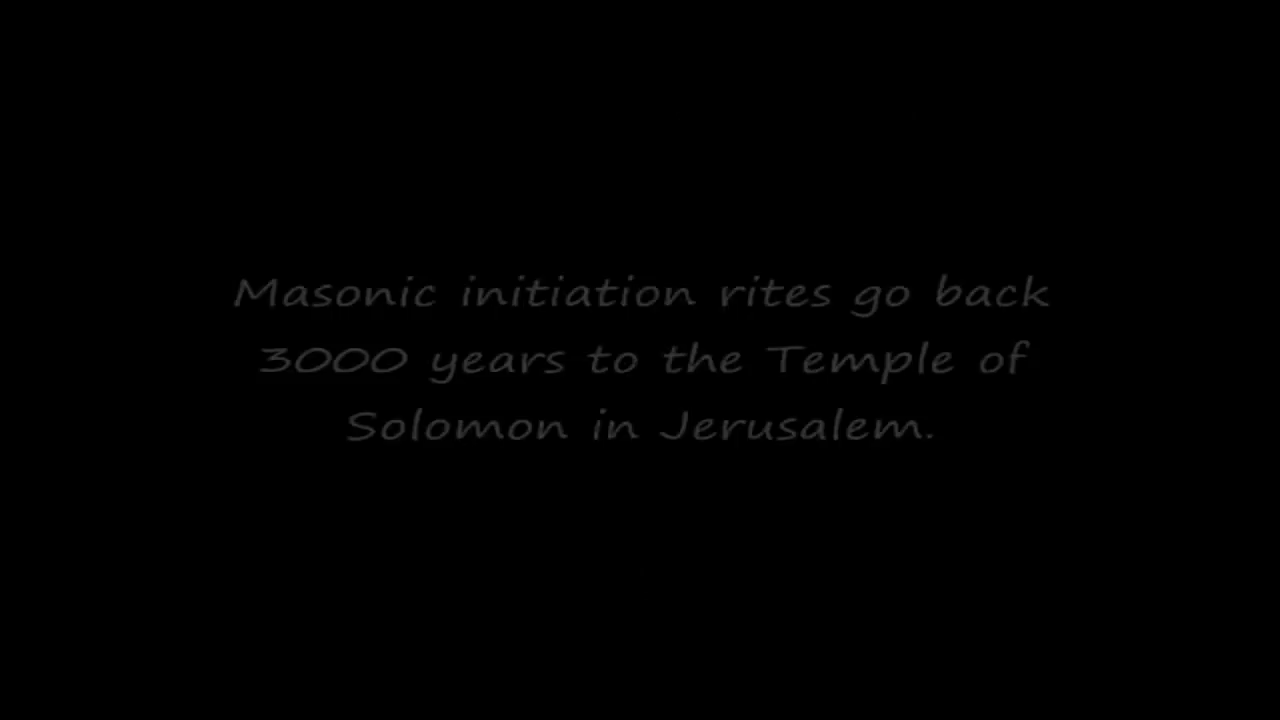 Masonic initiation rites go back
3000 years to the Temple of
Solomon in Jerusalem.